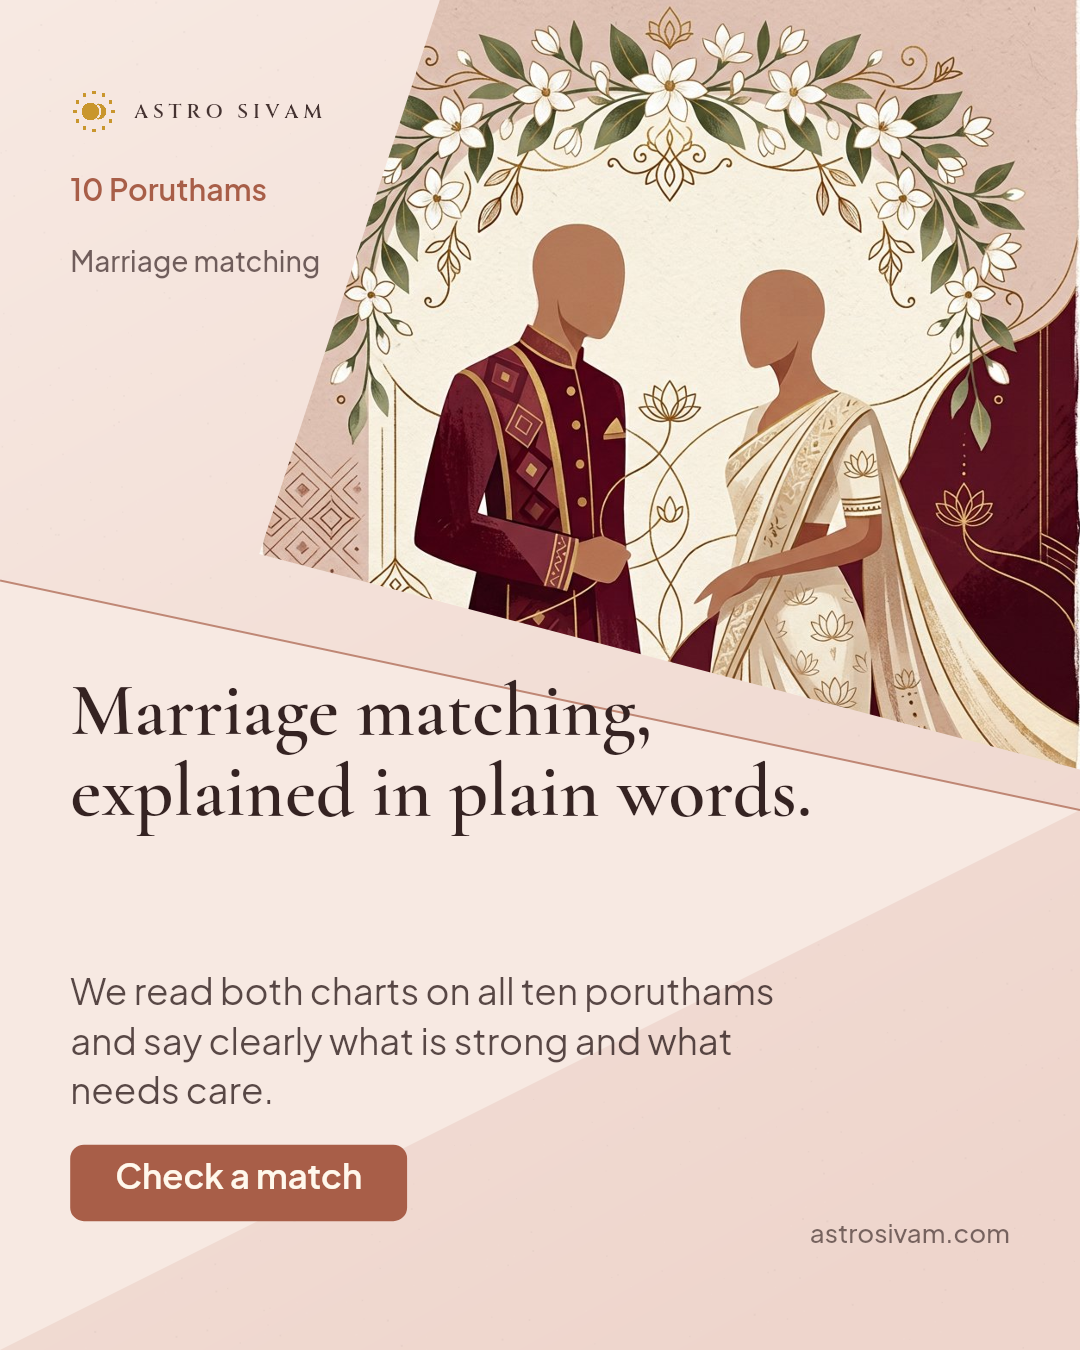 ASTRO SIVAM
10 Poruthams
Marriage matching
Marriage matching,
explained in plain words.
We read both charts on all ten poruthams
and say clearly what is strong and what
needs care.
Check a match
astrosivam.com